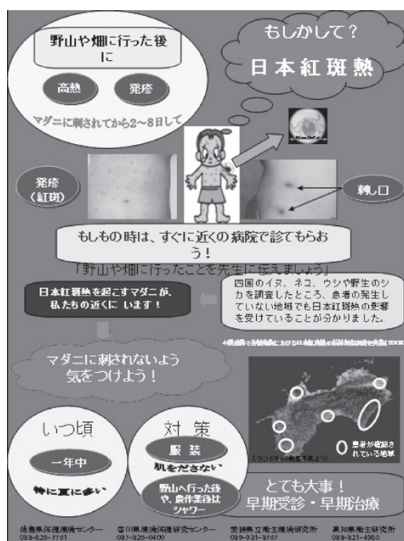 野山や畑に行った後
に
高熱
発疹
マダニに刺されてから2～8日して
もしかして？
日本紅斑熱
発疹
(紅斑)
刺し口
もしもの時は、すぐに近くの病院で診てもらお
う！
「野山や畑に行ったことを先生に伝えましょう」
日本紅斑熱を起こすマダニが、
私たちの近くに います！
四国のイヌ、ネコ、ウシや野生のシ
カを調査したところ、患者の発生し
ていない地域でも日本紅斑熱の影響
を受けていることが分かりました。
マダニに刺されないよう
気をつけよう！
いつ頃
一年中
特に夏に多い
対 策
服 装
肌をださない
野山へ行った後
や、農作業後は
シャワー
患者が確認さ
れている地域
とても大事！
早期受診・早期治療
徳島県保健環境センター
香川県環境保健研究センター
愛媛県立衛生環境研究所
高知県衛生研究所